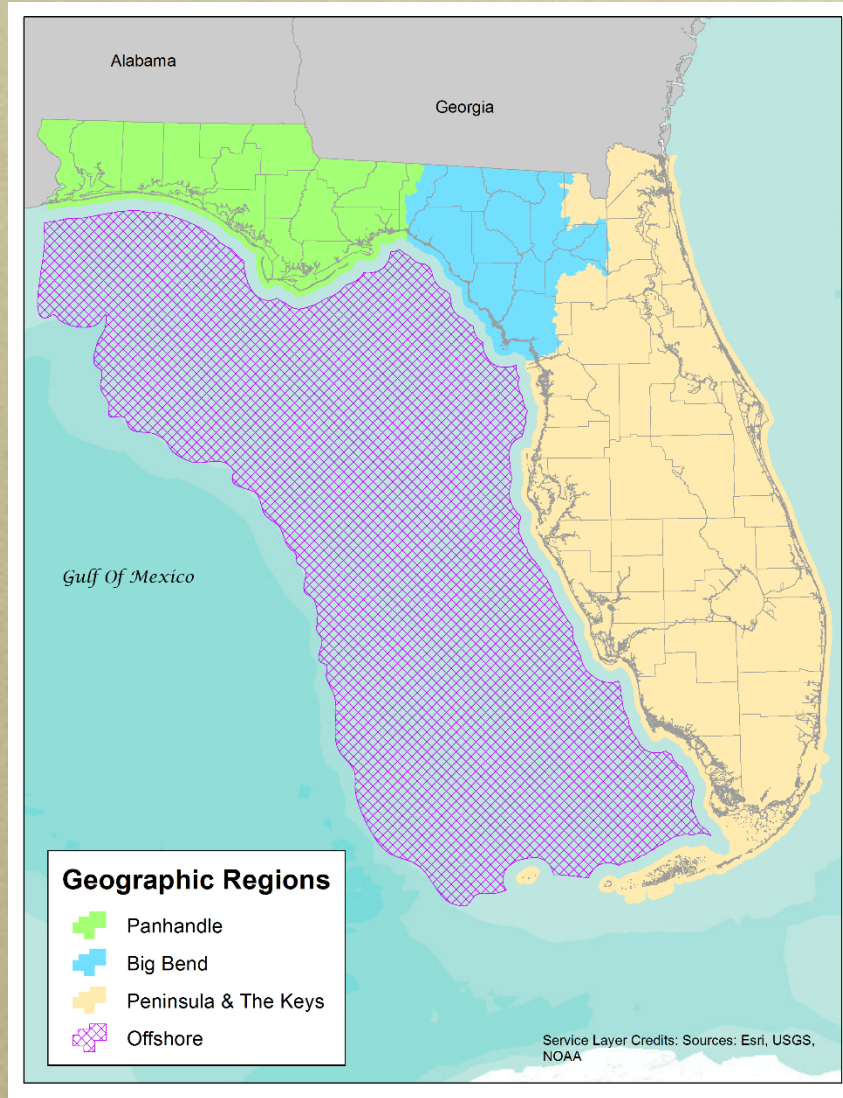 Alabama
Georgia
Gulf Of Mexico
Geographic Regions
Panhandle
Big Bend
Peninsula & The Keys
Offshore
Service Layer Credits: Sources: Esri, USGS,
NOAA